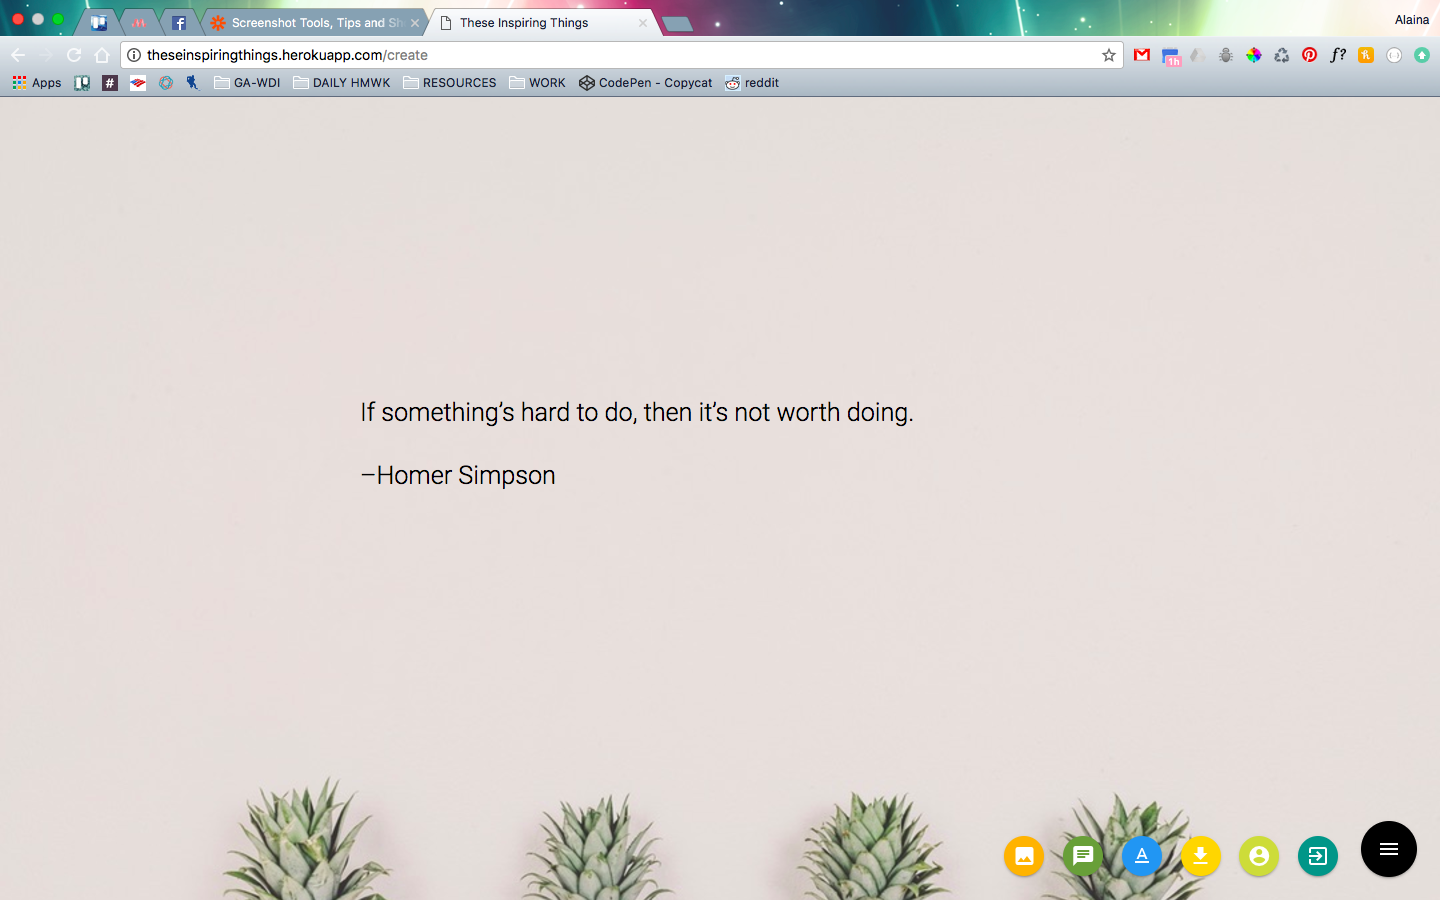 Screenshot Tools, Tips and Sh
These Inspiring Things
Alaina
theseinspiringthings.herokuapp.com/create
1h
f?
Apps
#
GA-WDI
DAILY HMWK
RESOURCES
WORK
CodePen - Copycat
reddit
If something’s hard to do, then it’s not worth doing.
–Homer Simpson
A